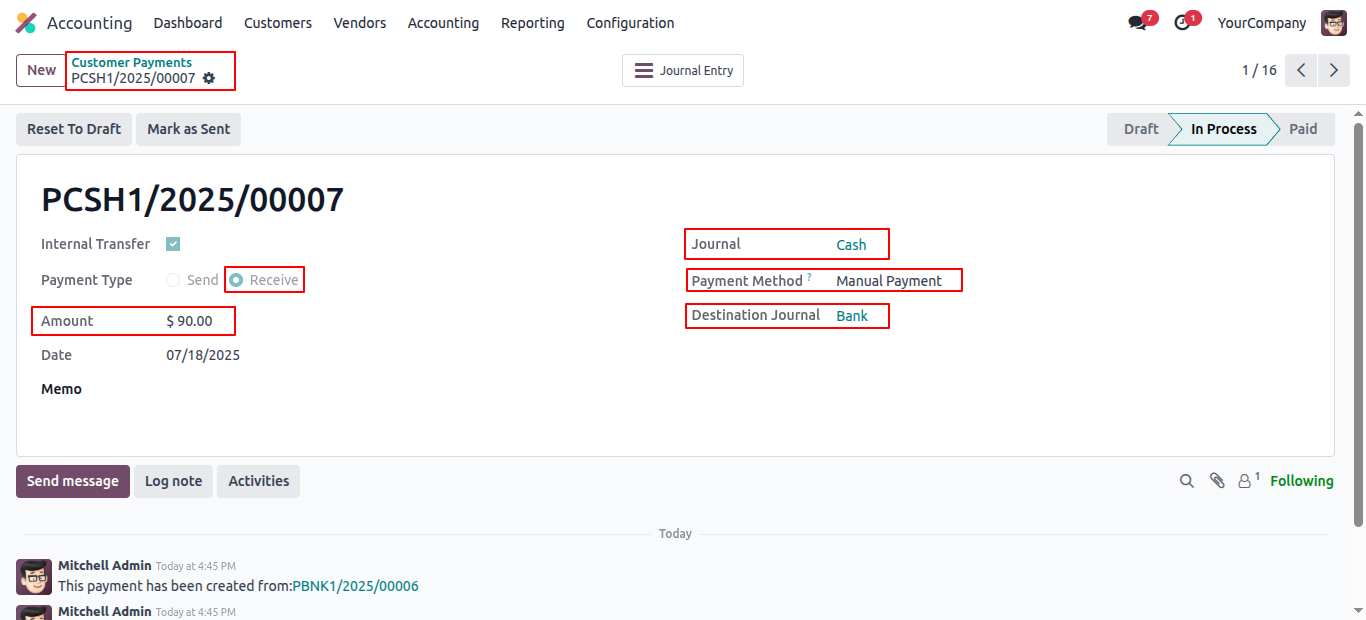 Accounting Dashboard Customers Vendors Accounting Reporting Configuration 7 1 YourCompany
New Customer Payments Journal Entry 1 / 16
PCSH1/2025/00007
Reset To Draft Mark as Sent Draft In Process Paid
PCSH1/2025/00007
Internal Transfer Journal Cash
Payment Type Send Receive Payment Method ? Manual Payment
Amount $ 90.00 Destination Journal Bank
Date 07/18/2025
Memo
Send message Log note Activities 1 Following
Today
Mitchell Admin Today at 4:45 PM
This payment has been created from:PBNK1/2025/00006
Mitchell Admin Today at 4:45 PM